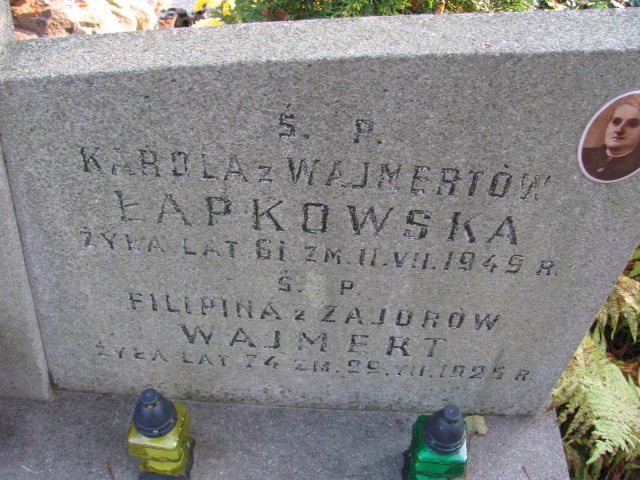 Ś. P.
KAROLA z WAJMERTÓW
ŁAPKOWSKA
ŻYŁA LAT 61 ZM. 11.VII.1949 R.
Ś. P.
FILIPINA z ZAJORÓW
WAJMERT
ŻYŁA LAT 74 ZM. 29.VII.1925 R.